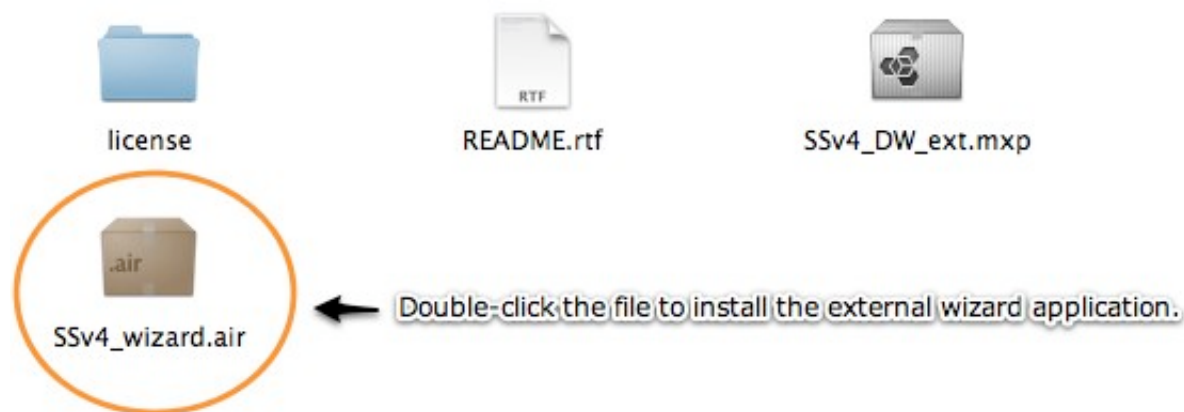 RTF
license
README.rtf
SSv4_DW_ext.mxp
.air
Double-click the file to install the external wizard application.
SSv4_wizard.air